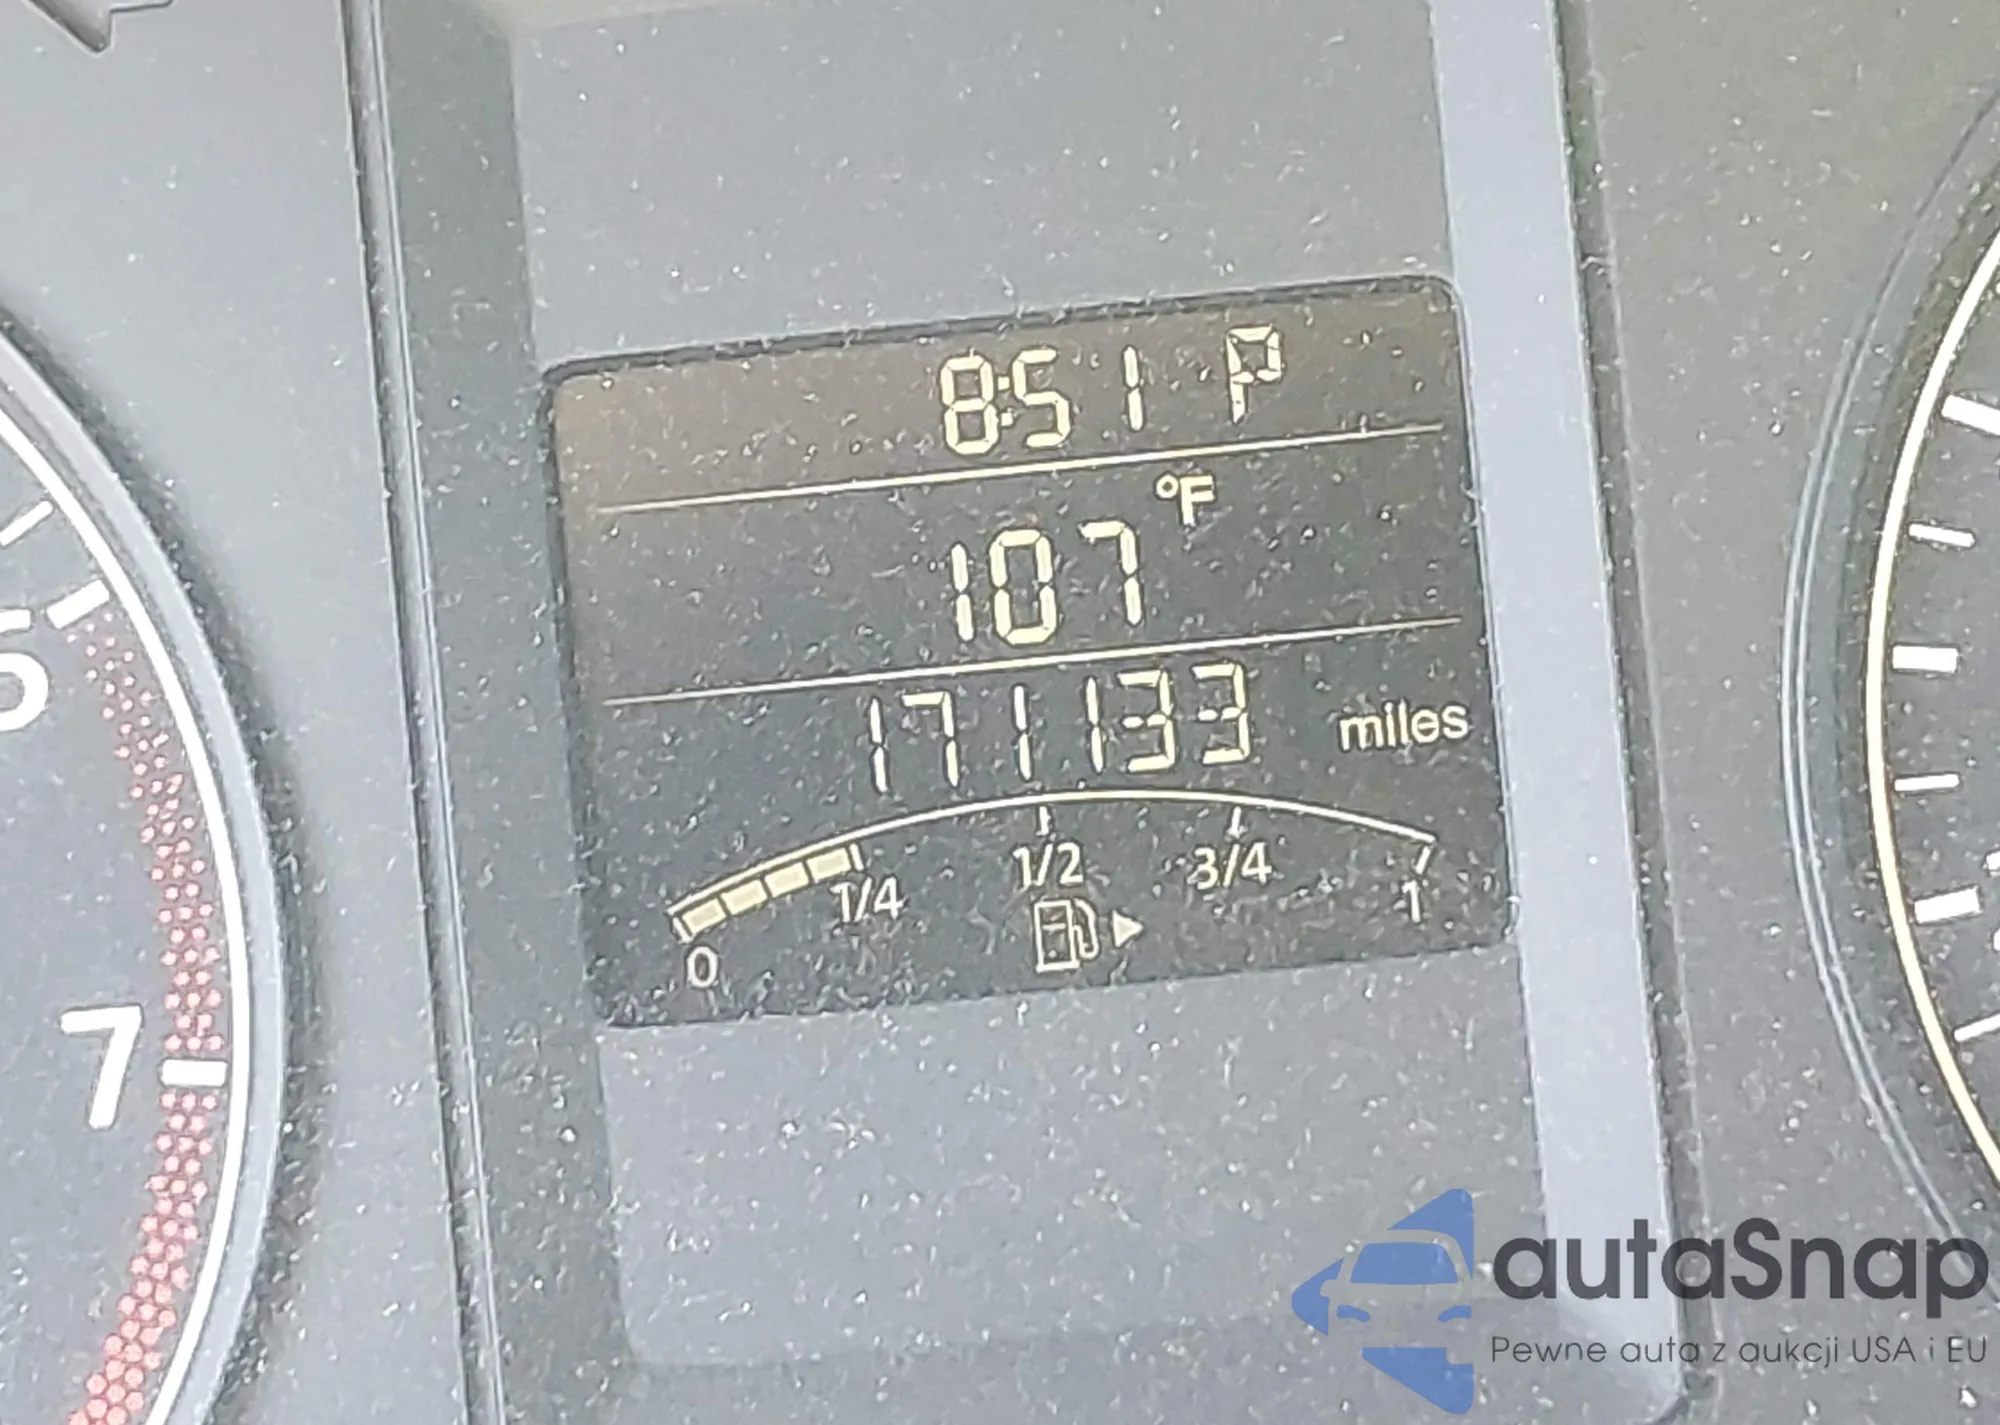 8:51 P
°F
107
171133 miles
0 1/4 1/2 3/4 1
6
7
autaSnap
Pewne auta z aukcji USA i EU